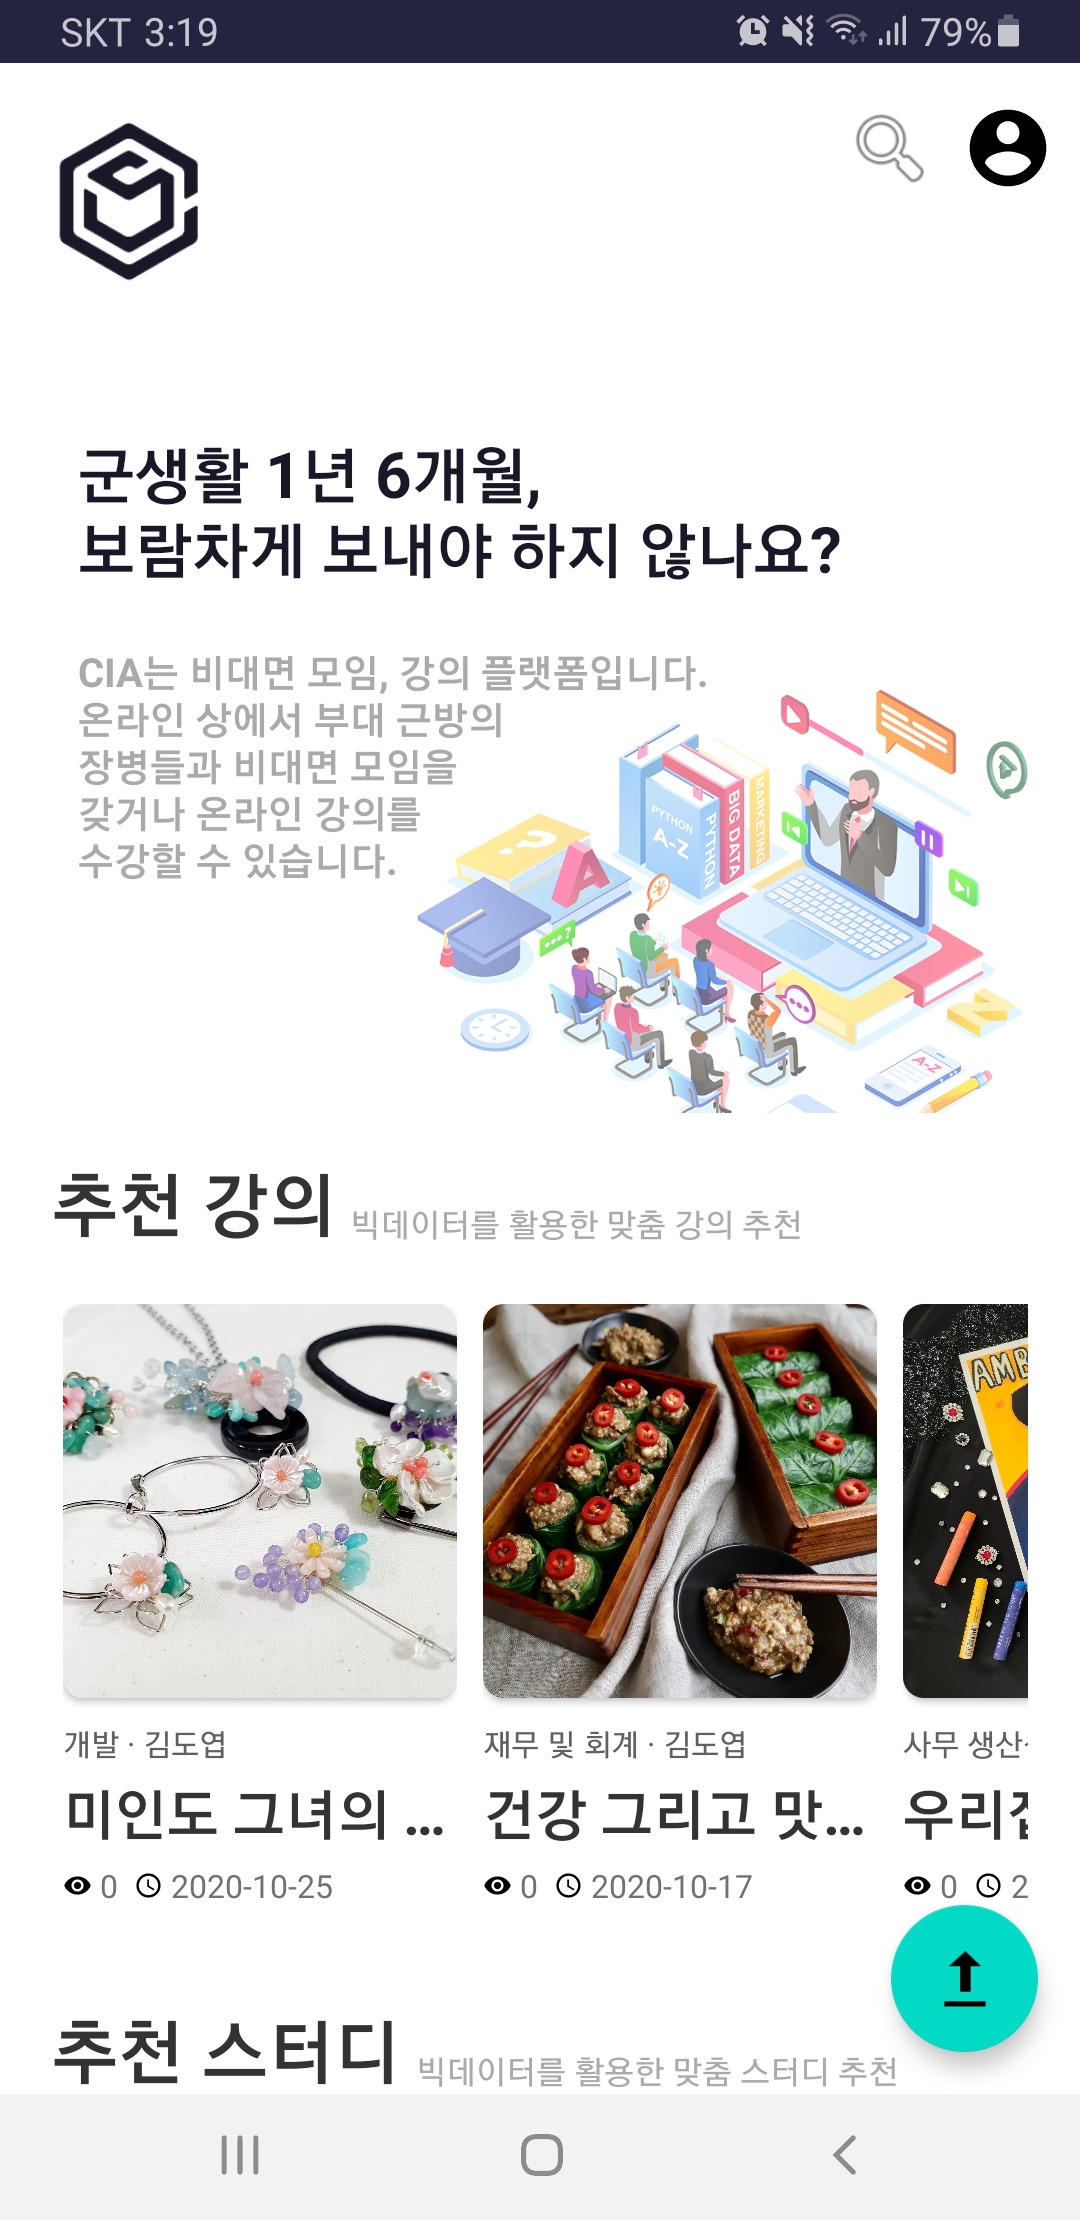 SKT 3:19
79%
군생활 1년 6개월,
보람차게 보내야 하지 않나요?
CIA는 비대면 모임, 강의 플랫폼입니다.
온라인 상에서 부대 근방의
장병들과 비대면 모임을
갖거나 온라인 강의를
수강할 수 있습니다.
PYTHON
A-Z
PYTHON
BIG DATA
MARKETING
?
A
...?
A-Z
N
추천 강의 빅데이터를 활용한 맞춤 강의 추천
AMB
개발 · 김도엽
미인도 그녀의 ...
0 2020-10-25
재무 및 회계 · 김도엽
건강 그리고 맛...
0 2020-10-17
사무 생산
우리집
0 2
추천 스터디 빅데이터를 활용한 맞춤 스터디 추천